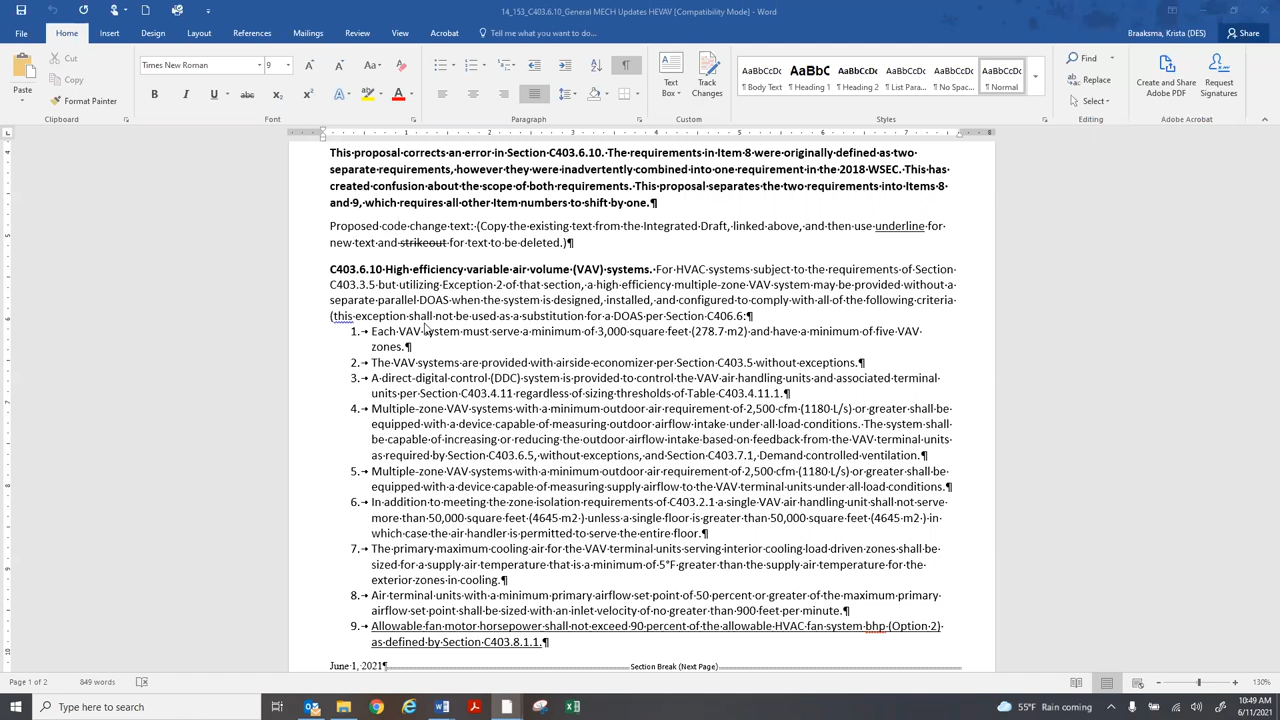 14_153_C403.6.10_General MECH Updates HEVAV [Compatibility Mode] - Word
Braaksma, Krista (DES)
File Home Insert Design Layout References Mailings Review View Acrobat Tell me what you want to do... Share
Paste
Cut
Copy
Format Painter
Times New Roman 9
Text Box
Track Changes
AaBbCcDc ¶ Body Text
AaBbC ¶ Heading 1
AaBbCcDc ¶ Heading 2
AaBbCcDc ¶ List Para...
AaBbCcDc ¶ No Spac...
AaBbCcDc ¶ Normal
Find
Replace
Select
Create and Share Adobe PDF
Request Signatures
Clipboard Font Paragraph Custom Styles Editing Adobe Acrobat
This proposal corrects an error in Section C403.6.10. The requirements in Item 8 were originally defined as two
separate requirements, however they were inadvertently combined into one requirement in the 2018 WSEC. This has
created confusion about the scope of both requirements. This proposal separates the two requirements into Items 8
and 9, which requires all other Item numbers to shift by one.¶
Proposed code change text: (Copy the existing text from the Integrated Draft, linked above, and then use underline for
new text and strikeout for text to be deleted.)¶
C403.6.10 High efficiency variable air volume (VAV) systems. For HVAC systems subject to the requirements of Section
C403.3.5 but utilizing Exception 2 of that section, a high efficiency multiple-zone VAV system may be provided without a
separate parallel DOAS when the system is designed, installed, and configured to comply with all of the following criteria
(this exception shall not be used as a substitution for a DOAS per Section C406.6:¶
1. Each VAV system must serve a minimum of 3,000 square feet (278.7 m2) and have a minimum of five VAV
zones.¶
2. The VAV systems are provided with airside economizer per Section C403.5 without exceptions.¶
3. A direct-digital control (DDC) system is provided to control the VAV air handling units and associated terminal
units per Section C403.4.11 regardless of sizing thresholds of Table C403.4.11.1.¶
4. Multiple-zone VAV systems with a minimum outdoor air requirement of 2,500 cfm (1180 L/s) or greater shall be
equipped with a device capable of measuring outdoor airflow intake under all load conditions. The system shall
be capable of increasing or reducing the outdoor airflow intake based on feedback from the VAV terminal units
as required by Section C403.6.5, without exceptions, and Section C403.7.1, Demand controlled ventilation.¶
5. Multiple-zone VAV systems with a minimum outdoor air requirement of 2,500 cfm (1180 L/s) or greater shall be
equipped with a device capable of measuring supply airflow to the VAV terminal units under all load conditions.¶
6. In addition to meeting the zone isolation requirements of C403.2.1 a single VAV air handling unit shall not serve
more than 50,000 square feet (4645 m2 ) unless a single floor is greater than 50,000 square feet (4645 m2 ) in
which case the air handler is permitted to serve the entire floor.¶
7. The primary maximum cooling air for the VAV terminal units serving interior cooling load driven zones shall be
sized for a supply air temperature that is a minimum of 5°F greater than the supply air temperature for the
exterior zones in cooling.¶
8. Air terminal units with a minimum primary airflow set point of 50 percent or greater of the maximum primary
airflow set point shall be sized with an inlet velocity of no greater than 900 feet per minute.¶
9. Allowable fan motor horsepower shall not exceed 90 percent of the allowable HVAC fan system bhp (Option 2)
as defined by Section C403.8.1.1.¶
June 1, 2021¶ Section Break (Next Page)
Page 1 of 2 849 words 130%
Type here to search
55°F Raining Coming
10:49 AM
6/11/2021